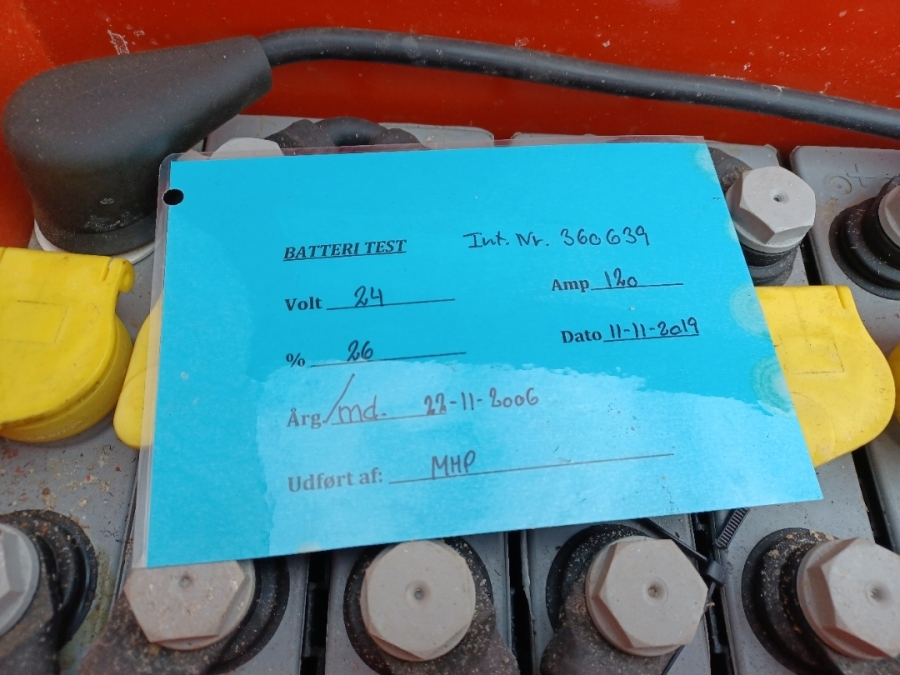 BATTERI TEST Int. Nr. 360639
Volt 24 Amp 120
% 26 Dato 11-11-2019
Årg/md. 22-11-2006
Udført af: MHP